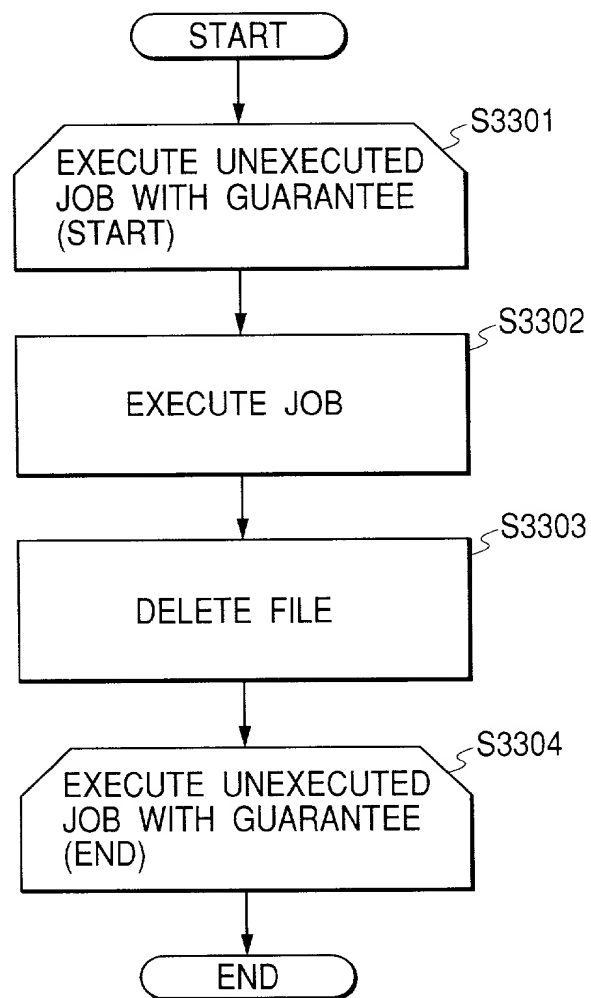 START
S3301
EXECUTE UNEXECUTED
JOB WITH GUARANTEE
(START)
S3302
EXECUTE JOB
S3303
DELETE FILE
S3304
EXECUTE UNEXECUTED
JOB WITH GUARANTEE
(END)
END